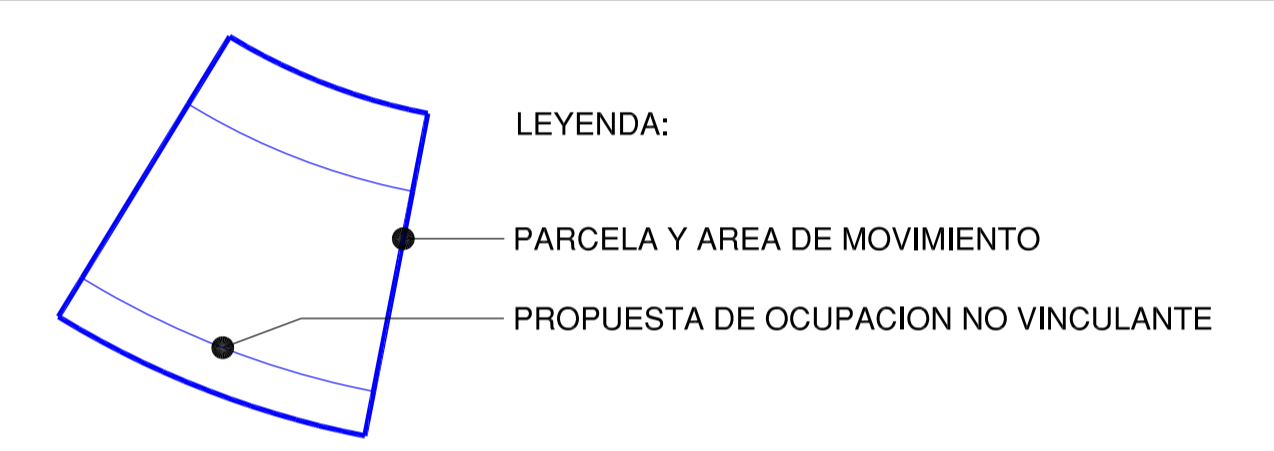 LEYENDA:
PARCELA Y AREA DE MOVIMIENTO
PROPUESTA DE OCUPACION NO VINCULANTE